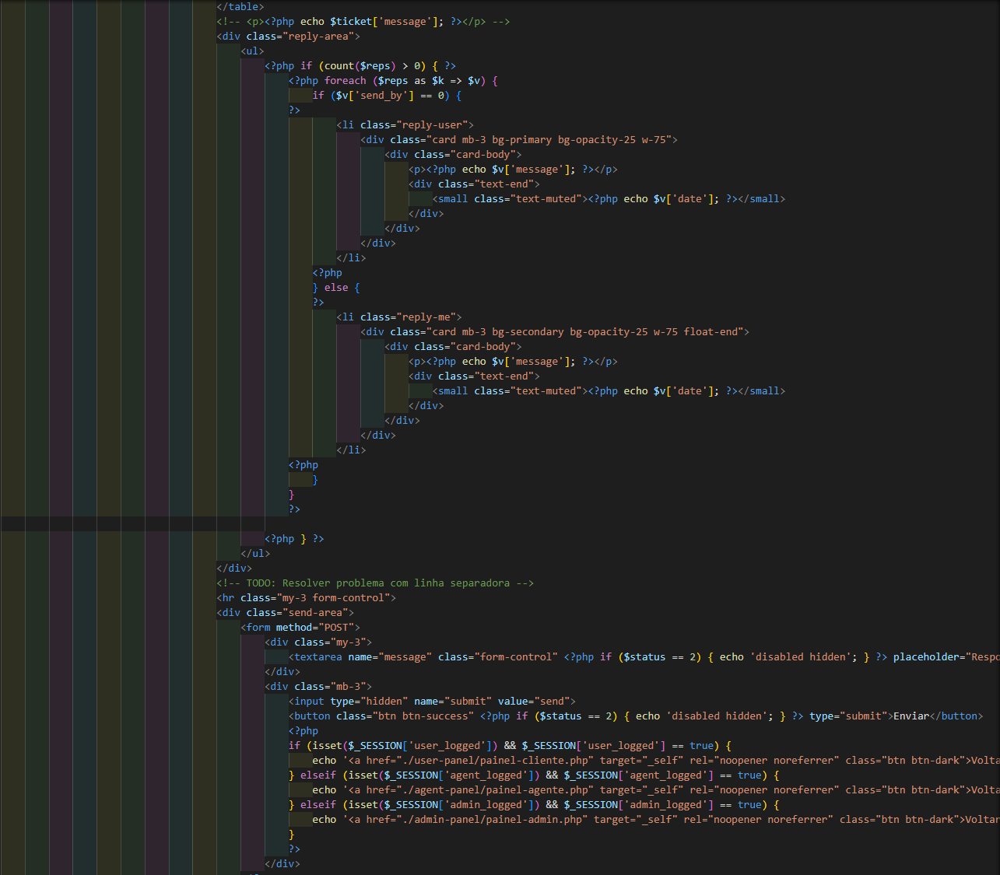 </table>
<!-- <p><?php echo $ticket['message']; ?></p> -->
<div class="reply-area">
<ul>
<?php if (count($reps) > 0) { ?>
<?php foreach ($reps as $k => $v) {
if ($v['send_by'] == 0) {
?>
<li class="reply-user">
<div class="card mb-3 bg-primary bg-opacity-25 w-75">
<div class="card-body">
<p><?php echo $v['message']; ?></p>
<div class="text-end">
<small class="text-muted"><?php echo $v['date']; ?></small>
</div>
</div>
</div>
</li>
<?php
} else {
?>
<li class="reply-me">
<div class="card mb-3 bg-secondary bg-opacity-25 w-75 float-end">
<div class="card-body">
<p><?php echo $v['message']; ?></p>
<div class="text-end">
<small class="text-muted"><?php echo $v['date']; ?></small>
</div>
</div>
</div>
</li>
<?php
}
}
?>
<?php } ?>
</ul>
</div>
<!-- TODO: Resolver problema com linha separadora -->
<hr class="my-3 form-control">
<div class="send-area">
<form method="POST">
<div class="my-3">
<textarea name="message" class="form-control" <?php if ($status == 2) { echo 'disabled hidden'; } ?> placeholder="Respo
</div>
<div class="mb-3">
<input type="hidden" name="submit" value="send">
<button class="btn btn-success" <?php if ($status == 2) { echo 'disabled hidden'; } ?> type="submit">Enviar</button>
<?php
if (isset($_SESSION['user_logged']) && $_SESSION['user_logged'] == true) {
echo '<a href="./user-panel/painel-cliente.php" target="_self" rel="noopener noreferrer" class="btn btn-dark">Volta
} elseif (isset($_SESSION['agent_logged']) && $_SESSION['agent_logged'] == true) {
echo '<a href="./agent-panel/painel-agente.php" target="_self" rel="noopener noreferrer" class="btn btn-dark">Volta
} elseif (isset($_SESSION['admin_logged']) && $_SESSION['admin_logged'] == true) {
echo '<a href="./admin-panel/painel-admin.php" target="_self" rel="noopener noreferrer" class="btn btn-dark">Voltar
}
?>
</div>